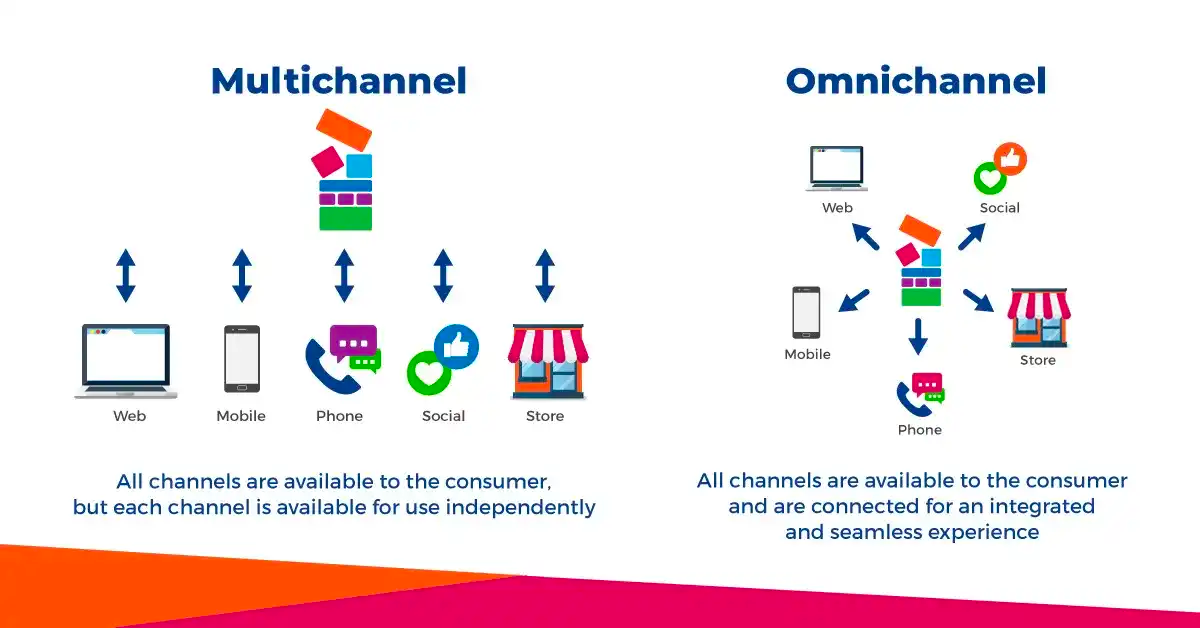 Multichannel
Web
Mobile
Phone
Social
Store
All channels are available to the consumer,
but each channel is available for use independently
Omnichannel
Web
Social
Mobile
Store
Phone
All channels are available to the consumer
and are connected for an integrated
and seamless experience